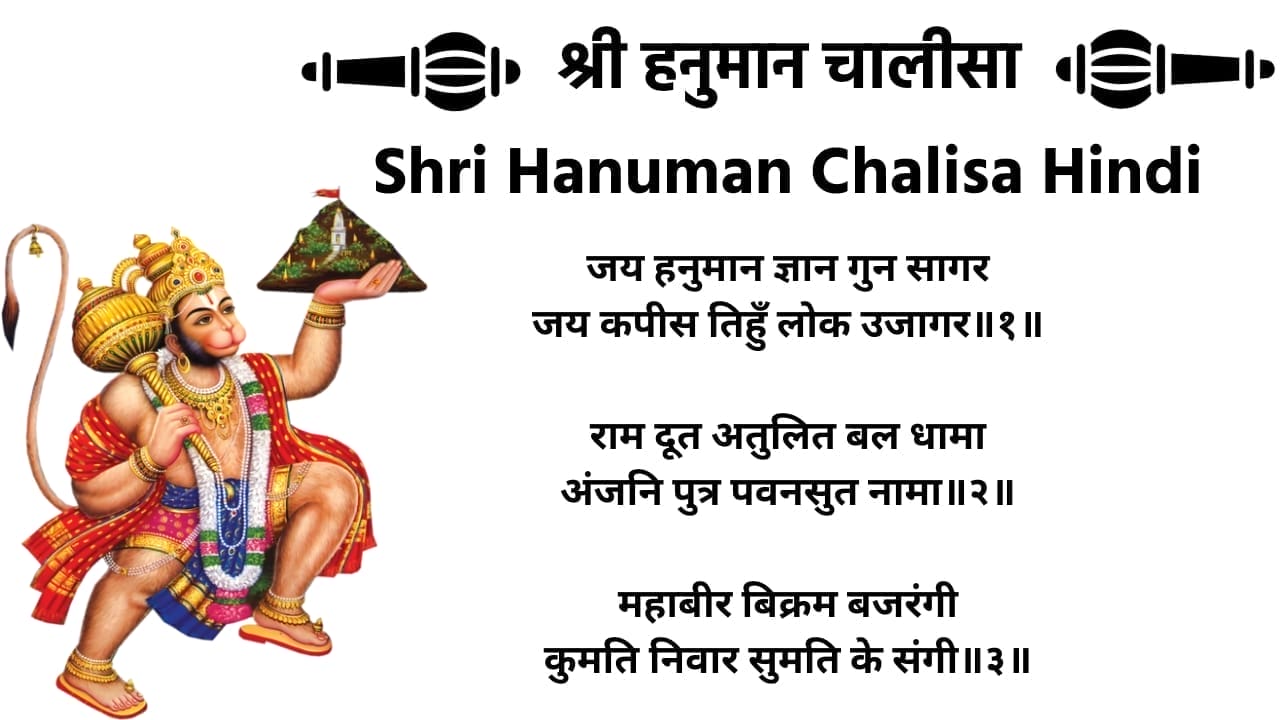 श्री हनुमान चालीसा
Shri Hanuman Chalisa Hindi
जय हनुमान ज्ञान गुन सागर
जय कपीस तिहुँ लोक उजागर॥१॥
राम दूत अतुलित बल धामा
अंजनि पुत्र पवनसुत नामा॥२॥
महाबीर बिक्रम बजरंगी
कुमति निवार सुमति के संगी॥३॥